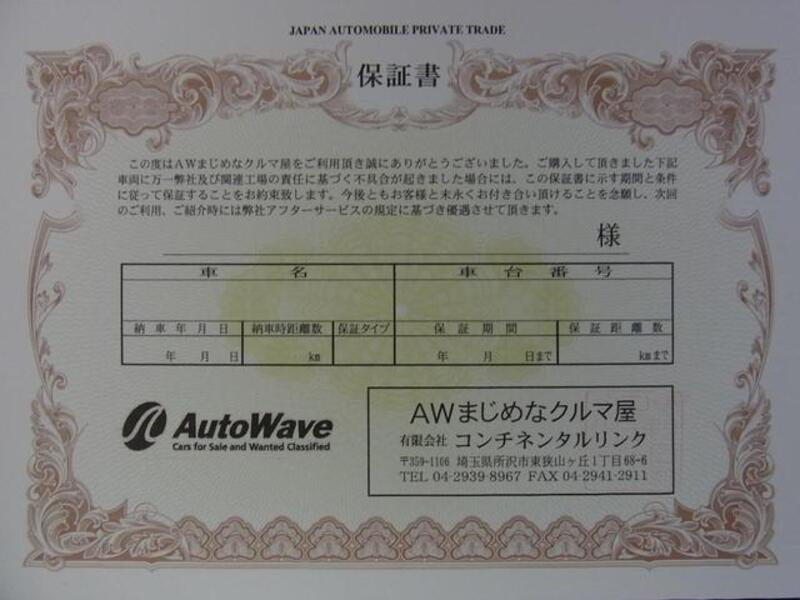 JAPAN AUTOMOBILE PRIVATE TRADE
保証書
この度はAWまじめなクルマ屋をご利用頂き誠にありがとうございました。ご購入して頂きました下記
車両に万一弊社及び関連工場の責任に基づく不具合が起きました場合には、この保証書に示す期間と条件
に従って保証することをお約束致します。今後ともお客様と末永くお付き合い頂けることを念願し、次回
のご利用、ご紹介時には弊社アフターサービスの規定に基づき優遇させて頂きます。
様
車名 車台番号
納車年月日 納車時距離数 保証タイプ 保証期間 保証距離数
年 月 日 km 年 月 日まで kmまで
AutoWave
Cars for Sale and Wanted Classified
AWまじめなクルマ屋
有限会社 コンチネンタルリンク
〒359-1106 埼玉県所沢市東狭山ヶ丘1丁目68-6
TEL 04-2939-8967 FAX 04-2941-2911